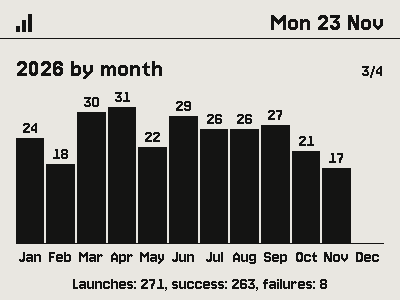 Mon 23 Nov
2026 by month
3/4
24 18 30 31 22 29 26 26 27 21 17
Jan Feb Mar Apr May Jun Jul Aug Sep Oct Nov Dec
Launches: 271, success: 263, failures: 8